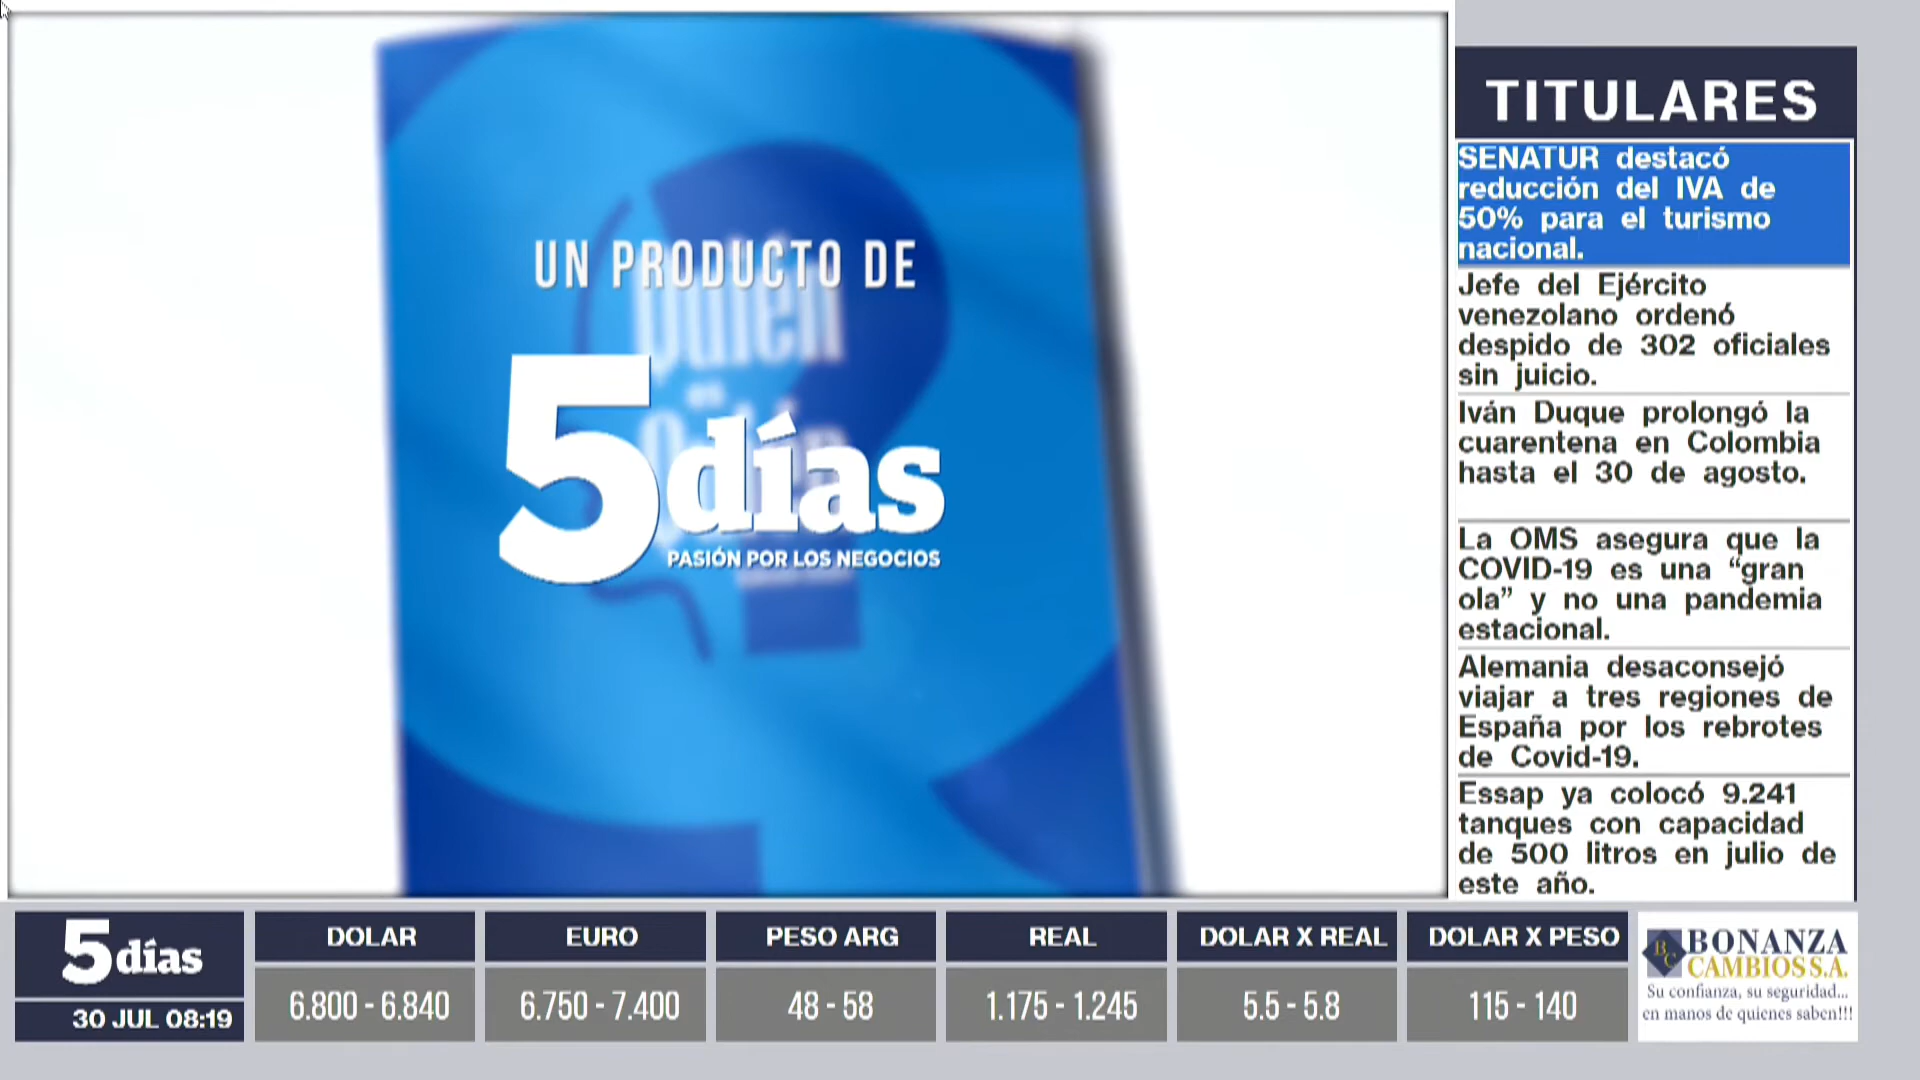 UN PRODUCTO DE
Quién
es
5días
PASIÓN POR LOS NEGOCIOS
TITULARES
SENATUR destacó
reducción del IVA de
50% para el turismo
nacional.
Jefe del Ejército
venezolano ordenó
despido de 302 oficiales
sin juicio.
Iván Duque prolongó la
cuarentena en Colombia
hasta el 30 de agosto.
La OMS asegura que la
COVID-19 es una “gran
ola” y no una pandemia
estacional.
Alemania desaconsejó
viajar a tres regiones de
España por los rebrotes
de Covid-19.
Essap ya colocó 9.241
tanques con capacidad
de 500 litros en julio de
este año.
5días
30 JUL 08:19
DOLAR
6.800 - 6.840
EURO
6.750 - 7.400
PESO ARG
48 - 58
REAL
1.175 - 1.245
DOLAR X REAL
5.5 - 5.8
DOLAR X PESO
115 - 140
BC
BONANZA
CAMBIOS S.A.
Su confianza, su seguridad...
en manos de quienes saben!!!